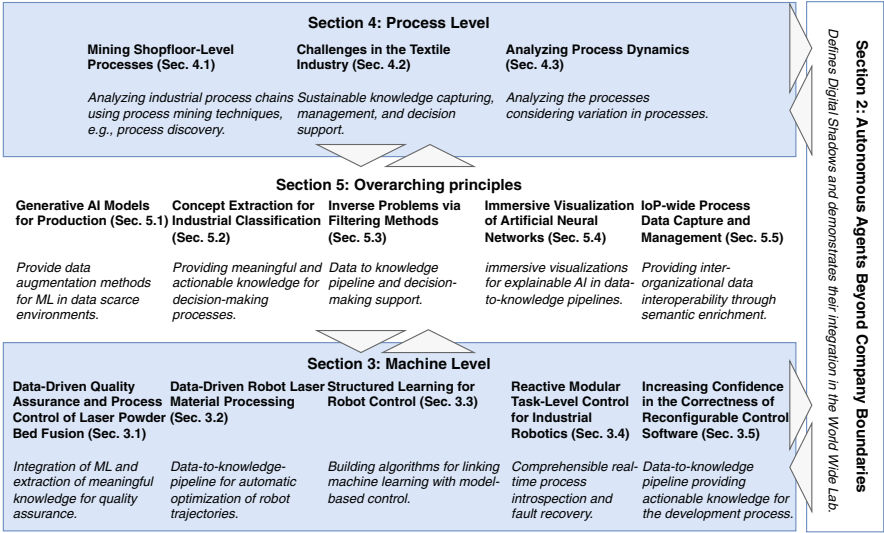 Section 4: Process Level
Mining Shopfloor-Level
Processes (Sec. 4.1)
Analyzing industrial process chains
using process mining techniques,
e.g., process discovery.
Challenges in the Textile
Industry (Sec. 4.2)
Sustainable knowledge capturing,
management, and decision
support.
Analyzing Process Dynamics
(Sec. 4.3)
Analyzing the processes
considering variation in processes.
Section 5: Overarching principles
Generative AI Models
for Production (Sec. 5.1)
Provide data
augmentation methods
for ML in data scarce
environments.
Concept Extraction for
Industrial Classification
(Sec. 5.2)
Providing meaningful and
actionable knowledge for
decision-making
processes.
Inverse Problems via
Filtering Methods
(Sec. 5.3)
Data to knowledge
pipeline and decision-
making support.
Immersive Visualization
of Artificial Neural
Networks (Sec. 5.4)
immersive visualizations
for explainable AI in data-
to-knowledge pipelines.
IoP-wide Process
Data Capture and
Management (Sec. 5.5)
Providing inter-
organizational data
interoperability through
semantic enrichment.
Section 3: Machine Level
Data-Driven Quality
Assurance and Process
Control of Laser Powder
Bed Fusion (Sec. 3.1)
Integration of ML and
extraction of meaningful
knowledge for quality
assurance.
Data-Driven Robot Laser
Material Processing
(Sec. 3.2)
Data-to-knowledge-
pipeline for automatic
optimization of robot
trajectories.
Structured Learning for
Robot Control (Sec. 3.3)
Building algorithms for linking
machine learning with model-
based control.
Reactive Modular
Task-Level Control
for Industrial
Robotics (Sec. 3.4)
Comprehensible real-
time process
introspection and
fault recovery.
Increasing Confidence
in the Correctness of
Reconfigurable Control
Software (Sec. 3.5)
Data-to-knowledge
pipeline providing
actionable knowledge for
the development process.
Section 2: Autonomous Agents Beyond Company Boundaries
Defines Digital Shadows and demonstrates their integration in the World Wide Lab.